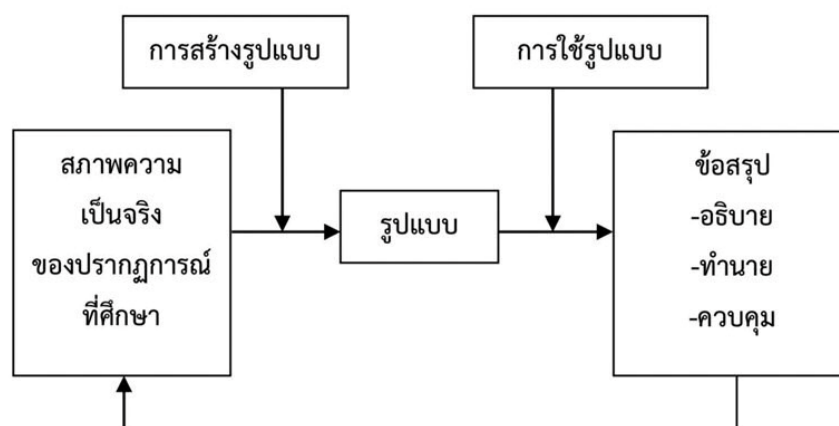 การสร้างรูปแบบ
การใช้รูปแบบ
สภาพความ
เป็นจริง
ของปรากฏการณ์
ที่ศึกษา
รูปแบบ
ข้อสรุป
-อธิบาย
-ทำนาย
-ควบคุม